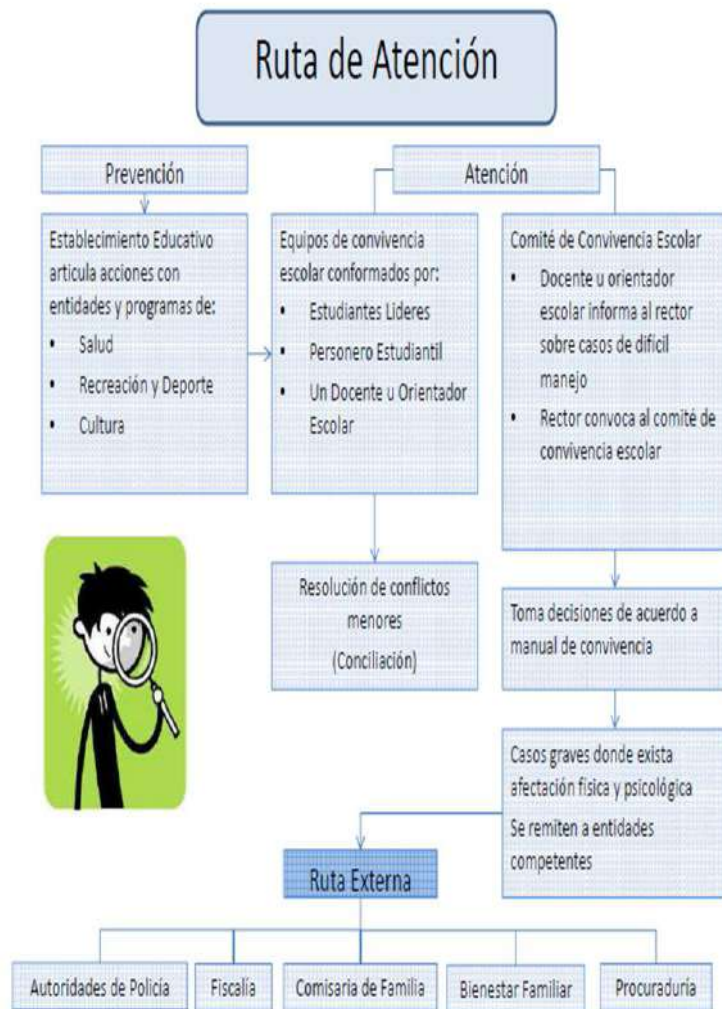 Ruta de Atención
Prevención
Atención
Establecimiento Educativo
articula acciones con
entidades y programas de:
• Salud
• Recreación y Deporte
• Cultura
Equipos de convivencia
escolar conformados por:
• Estudiantes Lideres
• Personero Estudiantil
• Un Docente u Orientador
Escolar
Comité de Convivencia Escolar
• Docente u orientador
escolar informa al rector
sobre casos de difícil
manejo
• Rector convoca al comité de
convivencia escolar
Resolución de conflictos
menores
(Conciliación)
Toma decisiones de acuerdo a
manual de convivencia
Casos graves donde exista
afectación física y psicológica
Se remiten a entidades
competentes
Ruta Externa
Autoridades de Policía
Fiscalía
Comisaria de Familia
Bienestar Familiar
Procuraduría